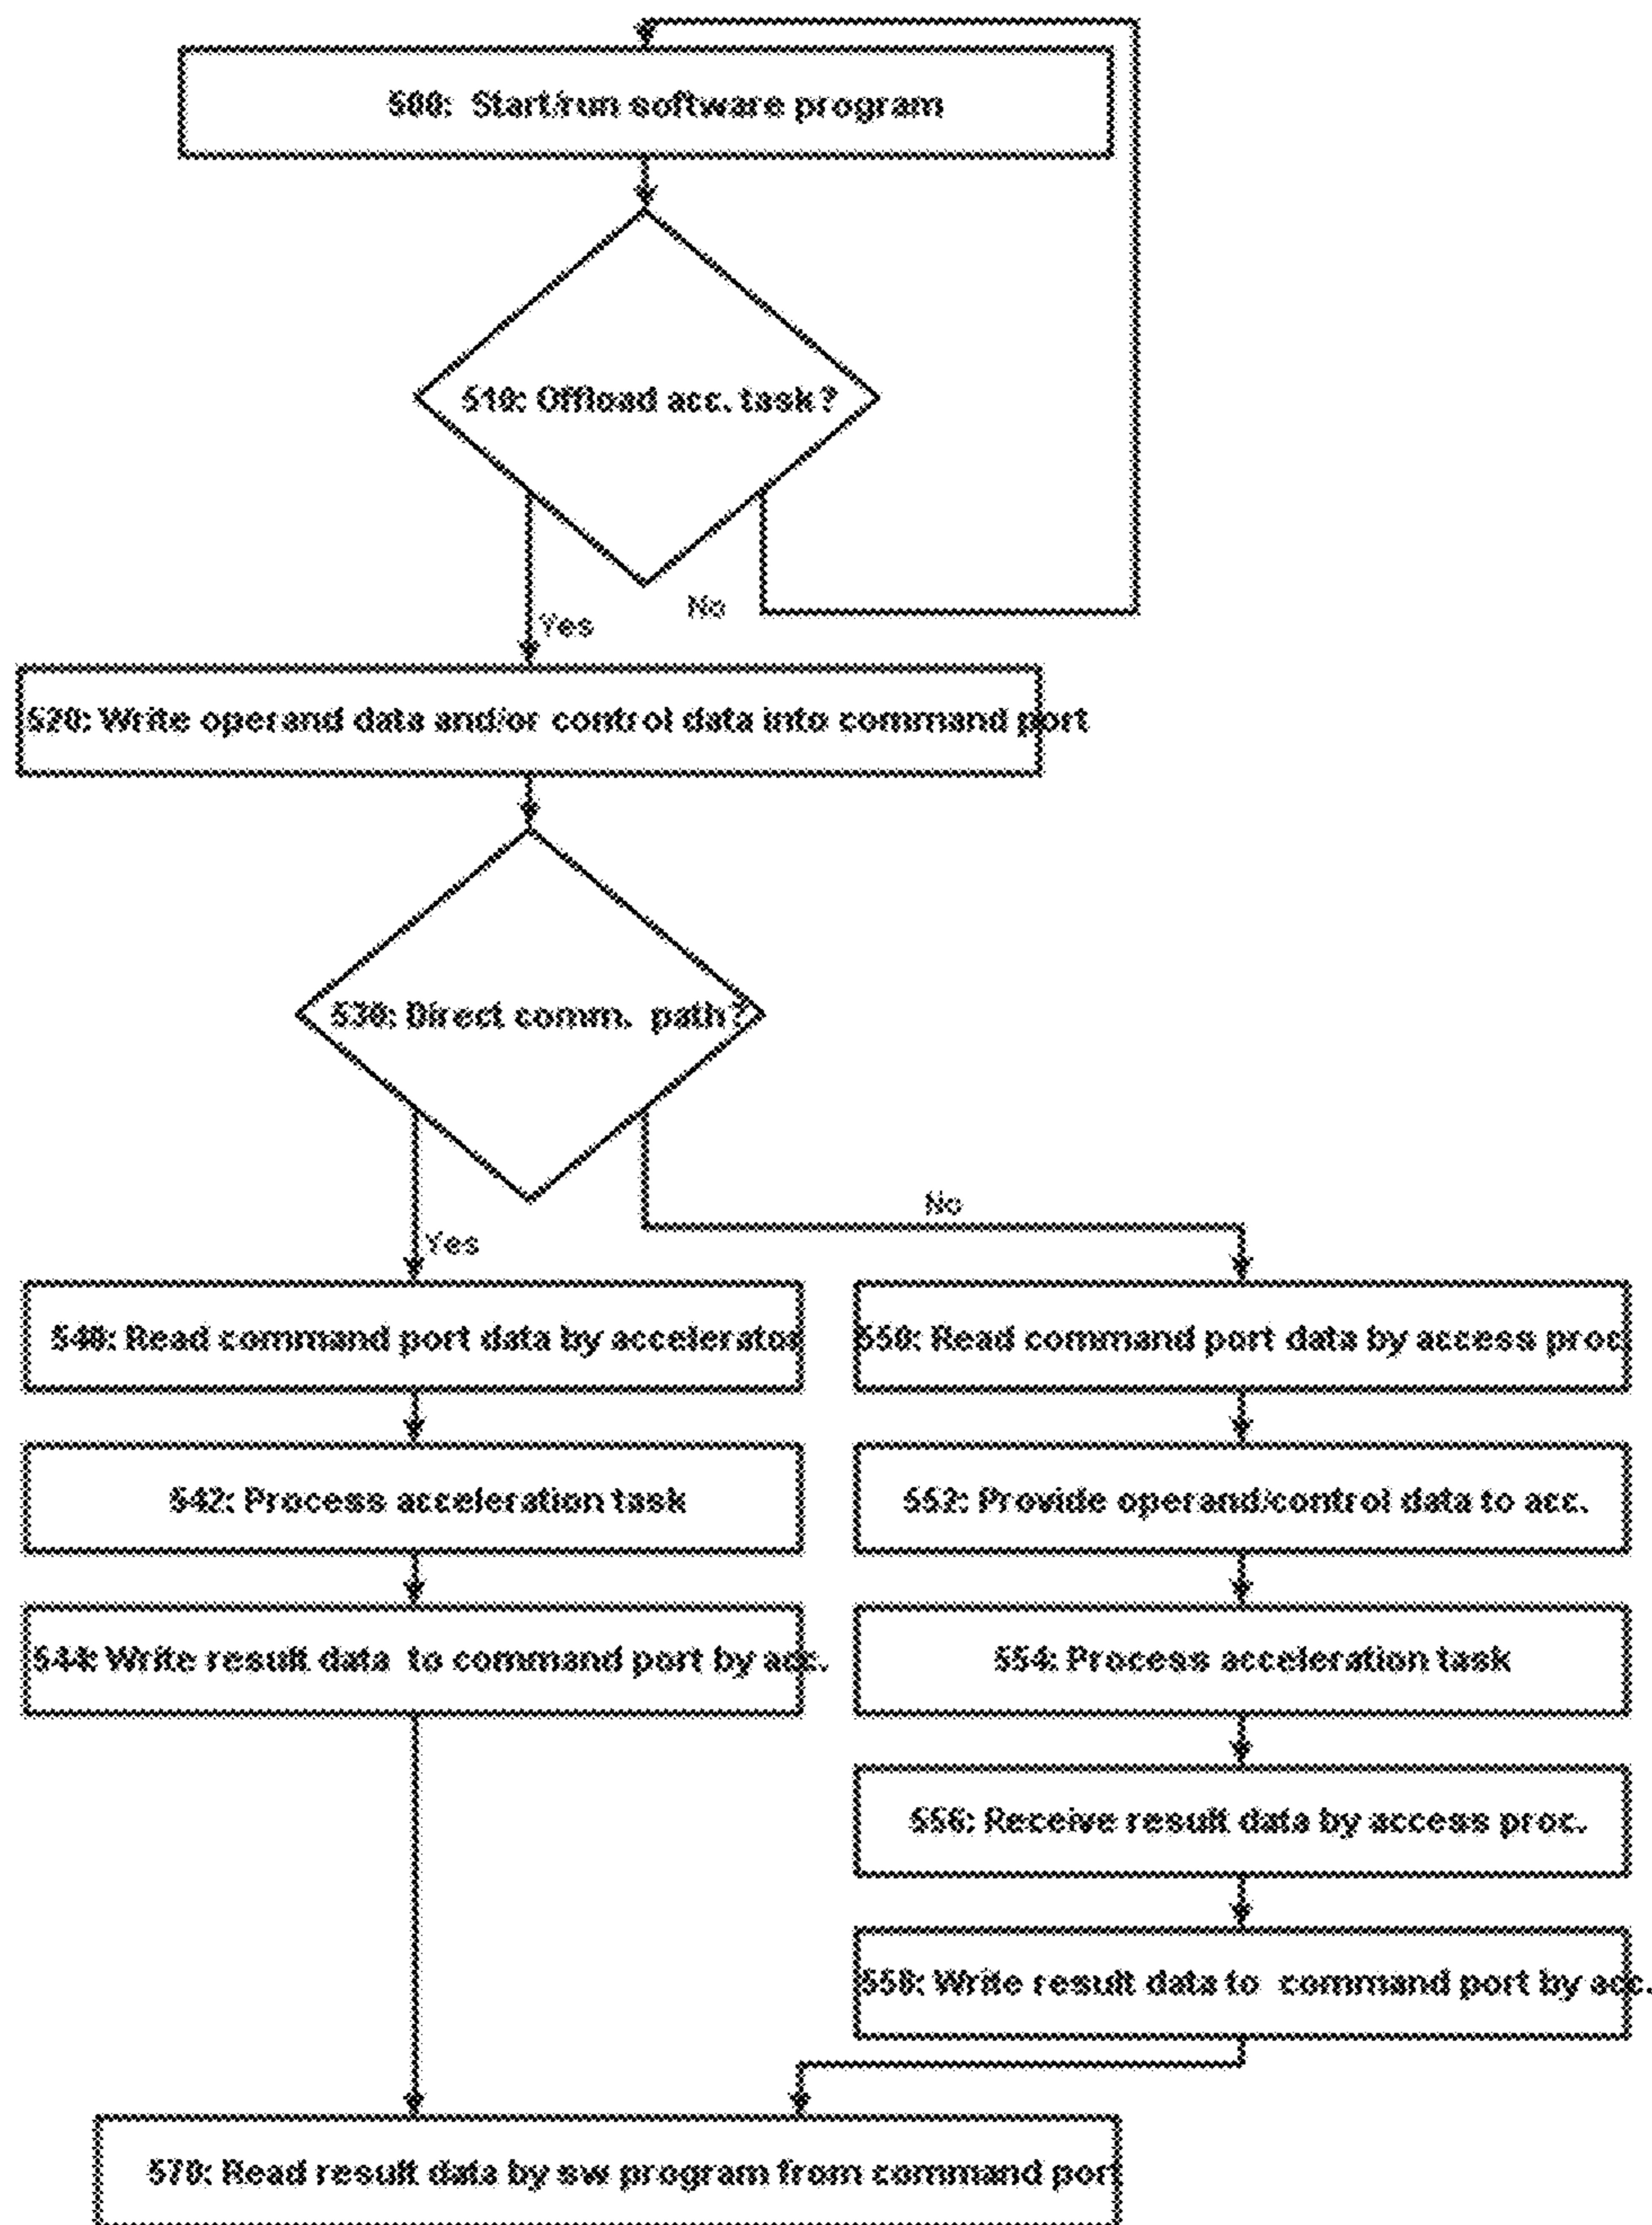 500: Start/run software program
510: Offload acc. task?
No
Yes
520: Write operand data and/or control data into command port
530: Direct comm. path?
No
Yes
540: Read command port data by accelerator
550: Read command port data by access proc.
542: Process acceleration task
552: Provide operand/control data to acc.
544: Write result data to command port by acc.
554: Process acceleration task
556: Receive result data by access proc.
558: Write result data to command port by acc.
570: Read result data by sw program from command port